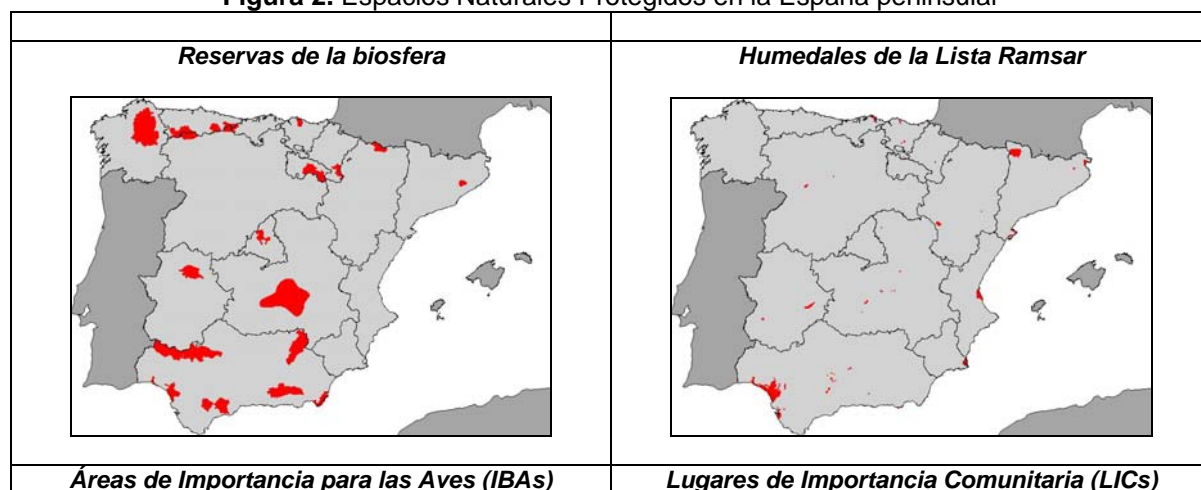 Figura 2. Espacios Naturales Protegidos en la España peninsular
Reservas de la biosfera
Humedales de la Lista Ramsar
Áreas de Importancia para las Aves (IBAs)
Lugares de Importancia Comunitaria (LICs)